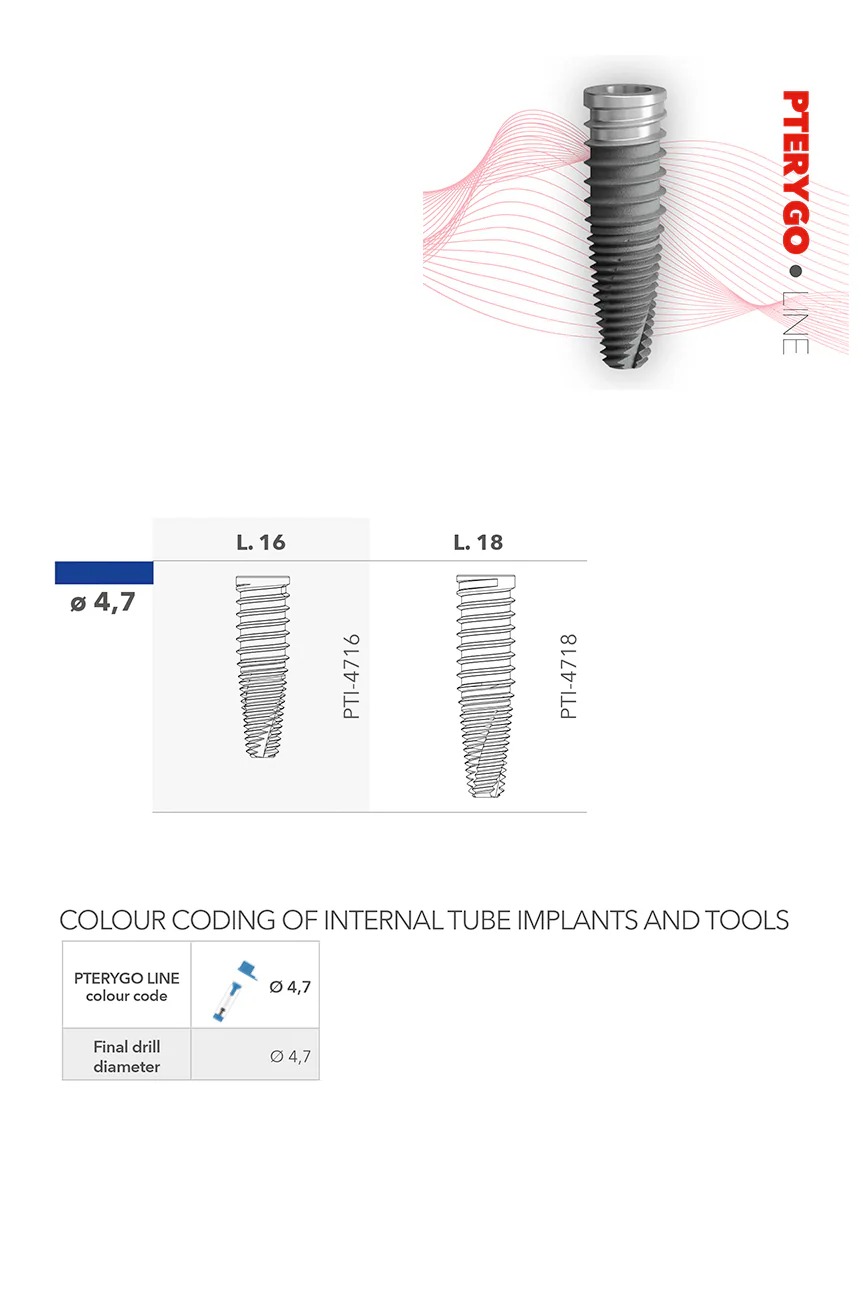 PTERYGO • LINE
L. 16
L. 18
ø 4,7
PTI-4716
PTI-4718
COLOUR CODING OF INTERNAL TUBE IMPLANTS AND TOOLS
PTERYGO LINE
colour code
Ø 4,7
Final drill
diameter
Ø 4,7